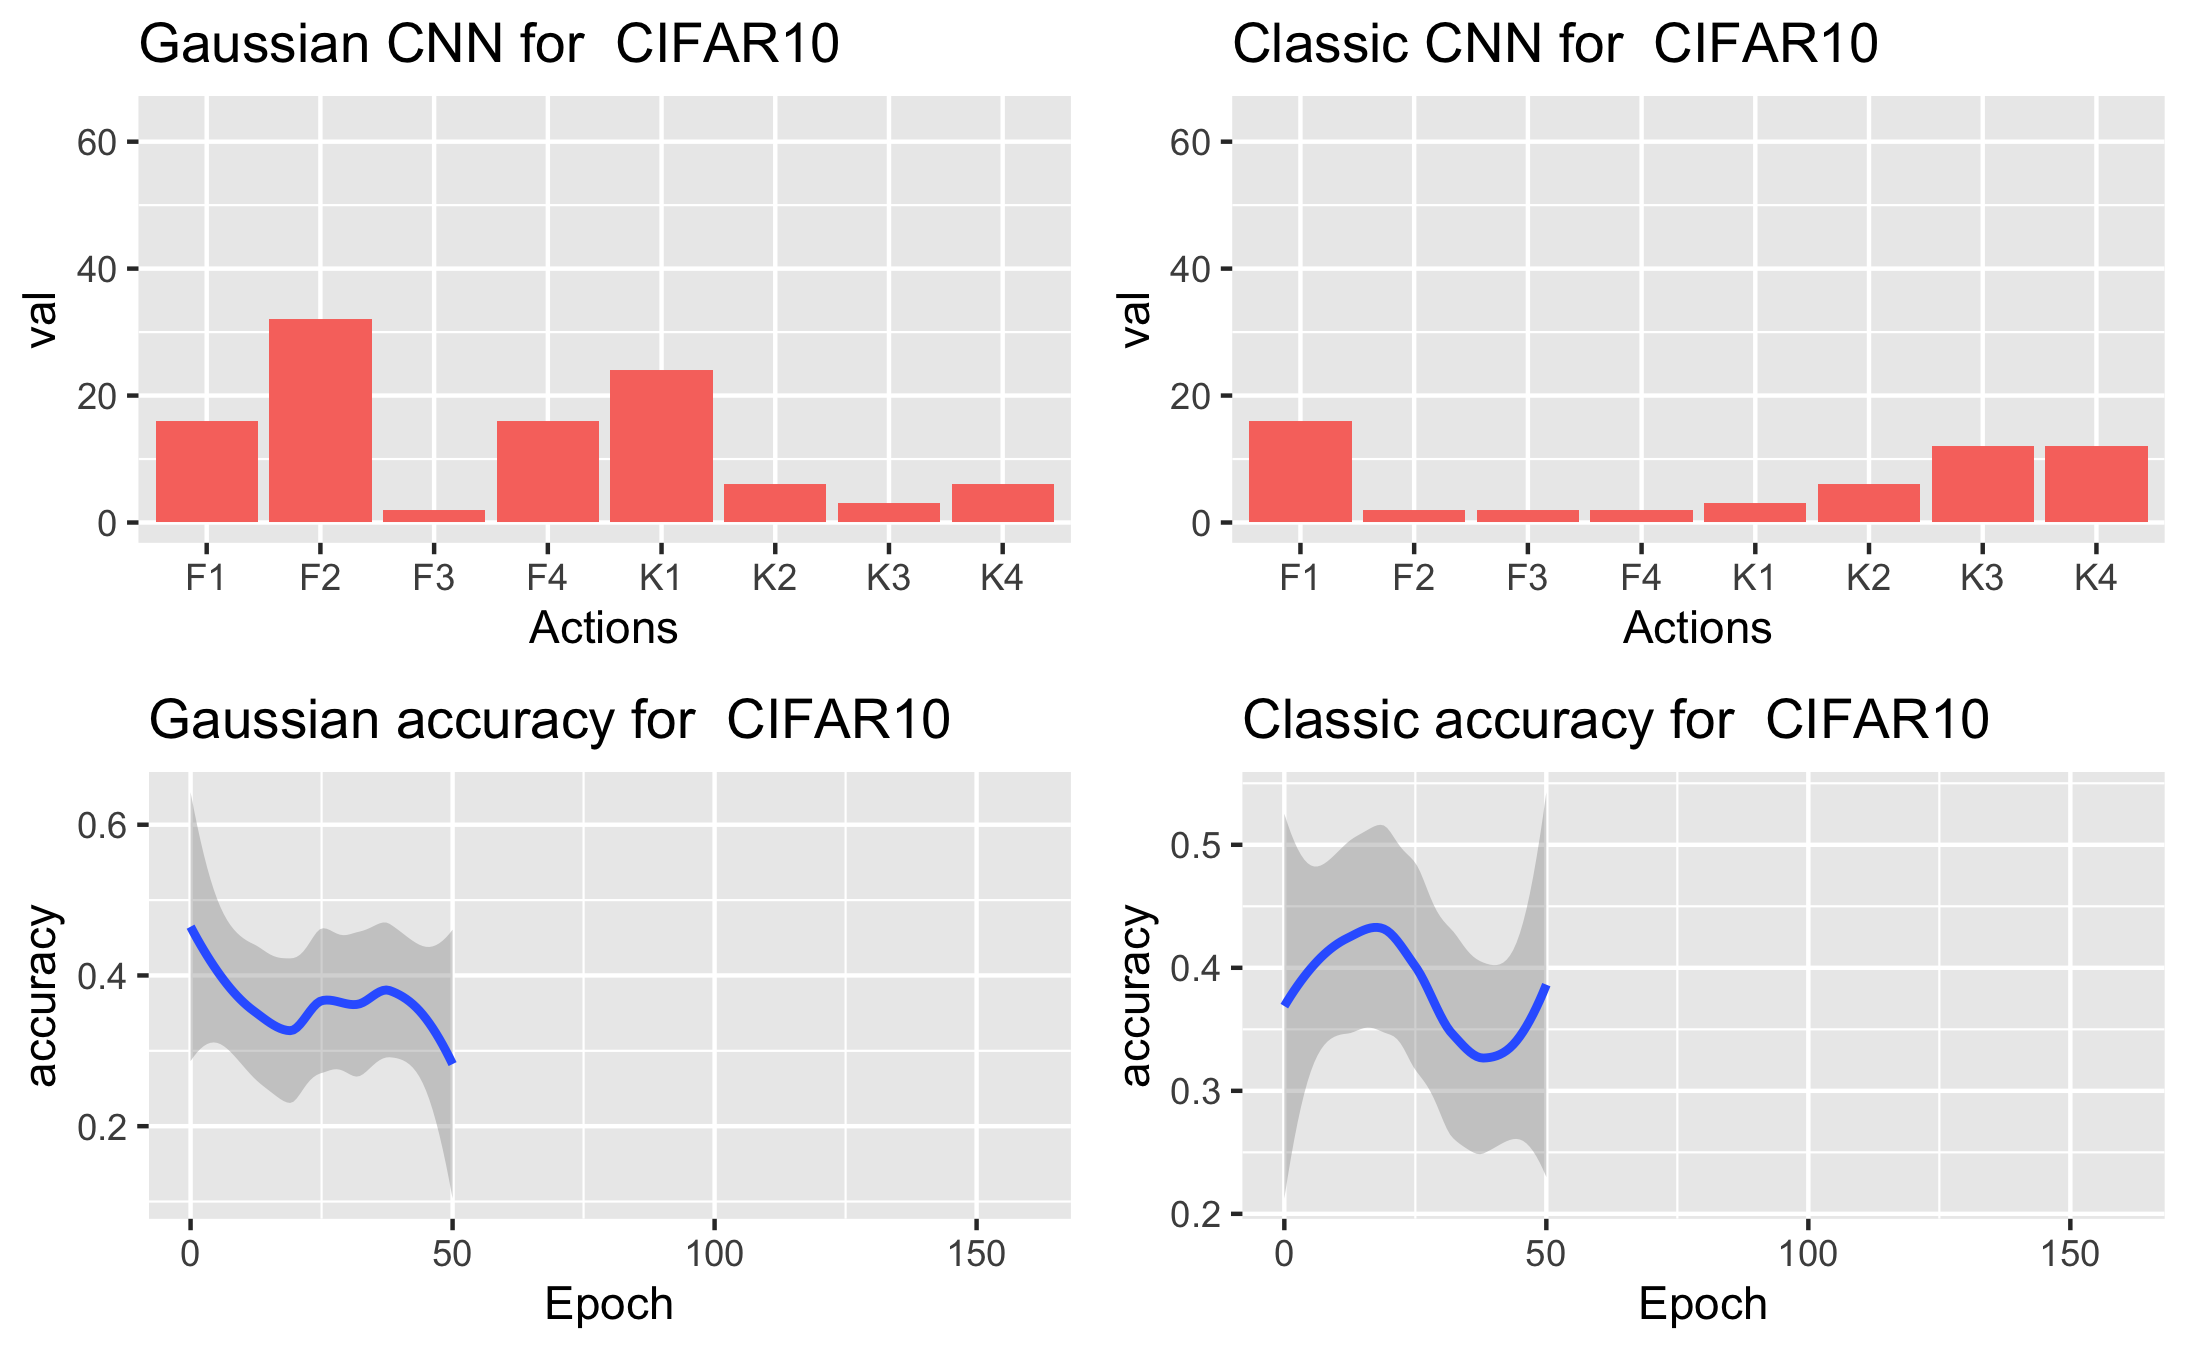 Gaussian CNN for  CIFAR10
60
40
20
0
val
F1 F2 F3 F4 K1 K2 K3 K4
Actions
Classic CNN for  CIFAR10
60
40
20
0
val
F1 F2 F3 F4 K1 K2 K3 K4
Actions
Gaussian accuracy for  CIFAR10
0.6
0.4
0.2
accuracy
0 50 100 150
Epoch
Classic accuracy for  CIFAR10
0.5
0.4
0.3
0.2
accuracy
0 50 100 150
Epoch